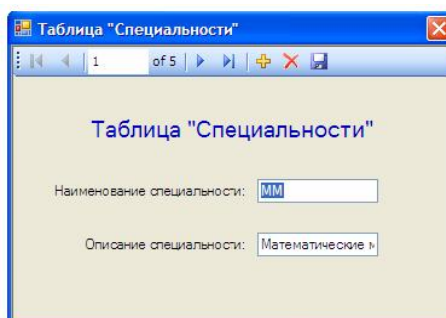 Таблица "Специальности"
1 of 5
Таблица "Специальности"
Наименование специальности: ММ
Описание специальности: Математические м